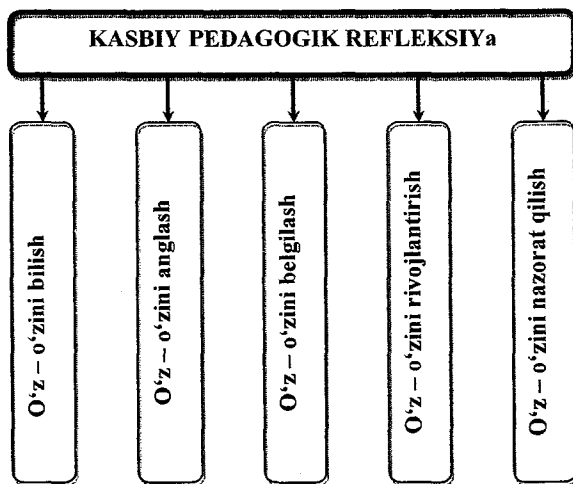 KASBIY PEDAGOGIK REFLEKSIYa
O‘z – o‘zini bilish
O‘z – o‘zini anglash
O‘z – o‘zini belgilash
O‘z – o‘zini rivojlantirish
O‘z – o‘zini nazorat qilish